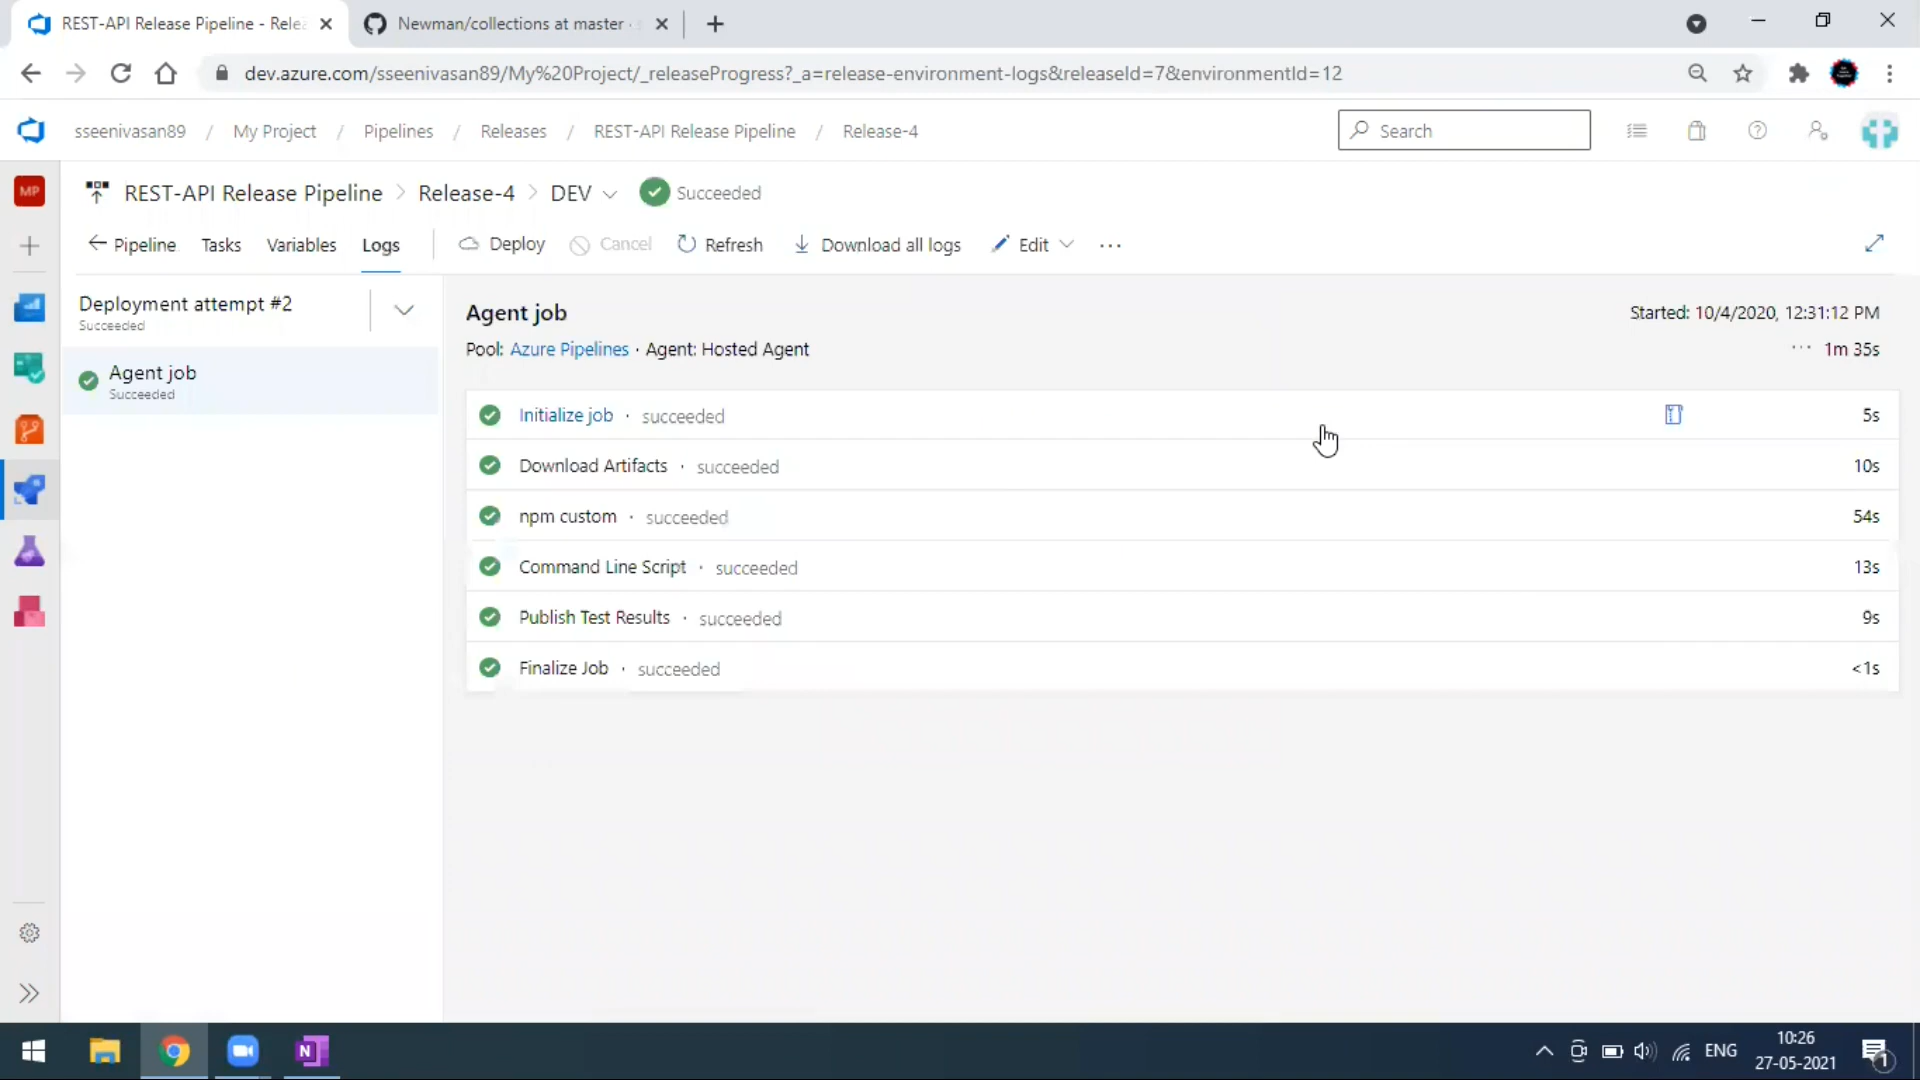 REST-API Release Pipeline - Rele
Newman/collections at master
dev.azure.com/sseenivasan89/My%20Project/_releaseProgress?_a=release-environment-logs&releaseId=7&environmentId=12
sseenivasan89 / My Project / Pipelines / Releases / REST-API Release Pipeline / Release-4
Search
MP
REST-API Release Pipeline > Release-4 > DEV
Succeeded
Pipeline
Tasks
Variables
Logs
Deploy
Cancel
Refresh
Download all logs
Edit
Deployment attempt #2
Succeeded
Agent job
Succeeded
Agent job
Started: 10/4/2020, 12:31:12 PM
Pool: Azure Pipelines · Agent: Hosted Agent
··· 1m 35s
Initialize job · succeeded
5s
Download Artifacts · succeeded
10s
npm custom · succeeded
54s
Command Line Script · succeeded
13s
Publish Test Results · succeeded
9s
Finalize Job · succeeded
<1s
N
ENG
10:26
27-05-2021
1